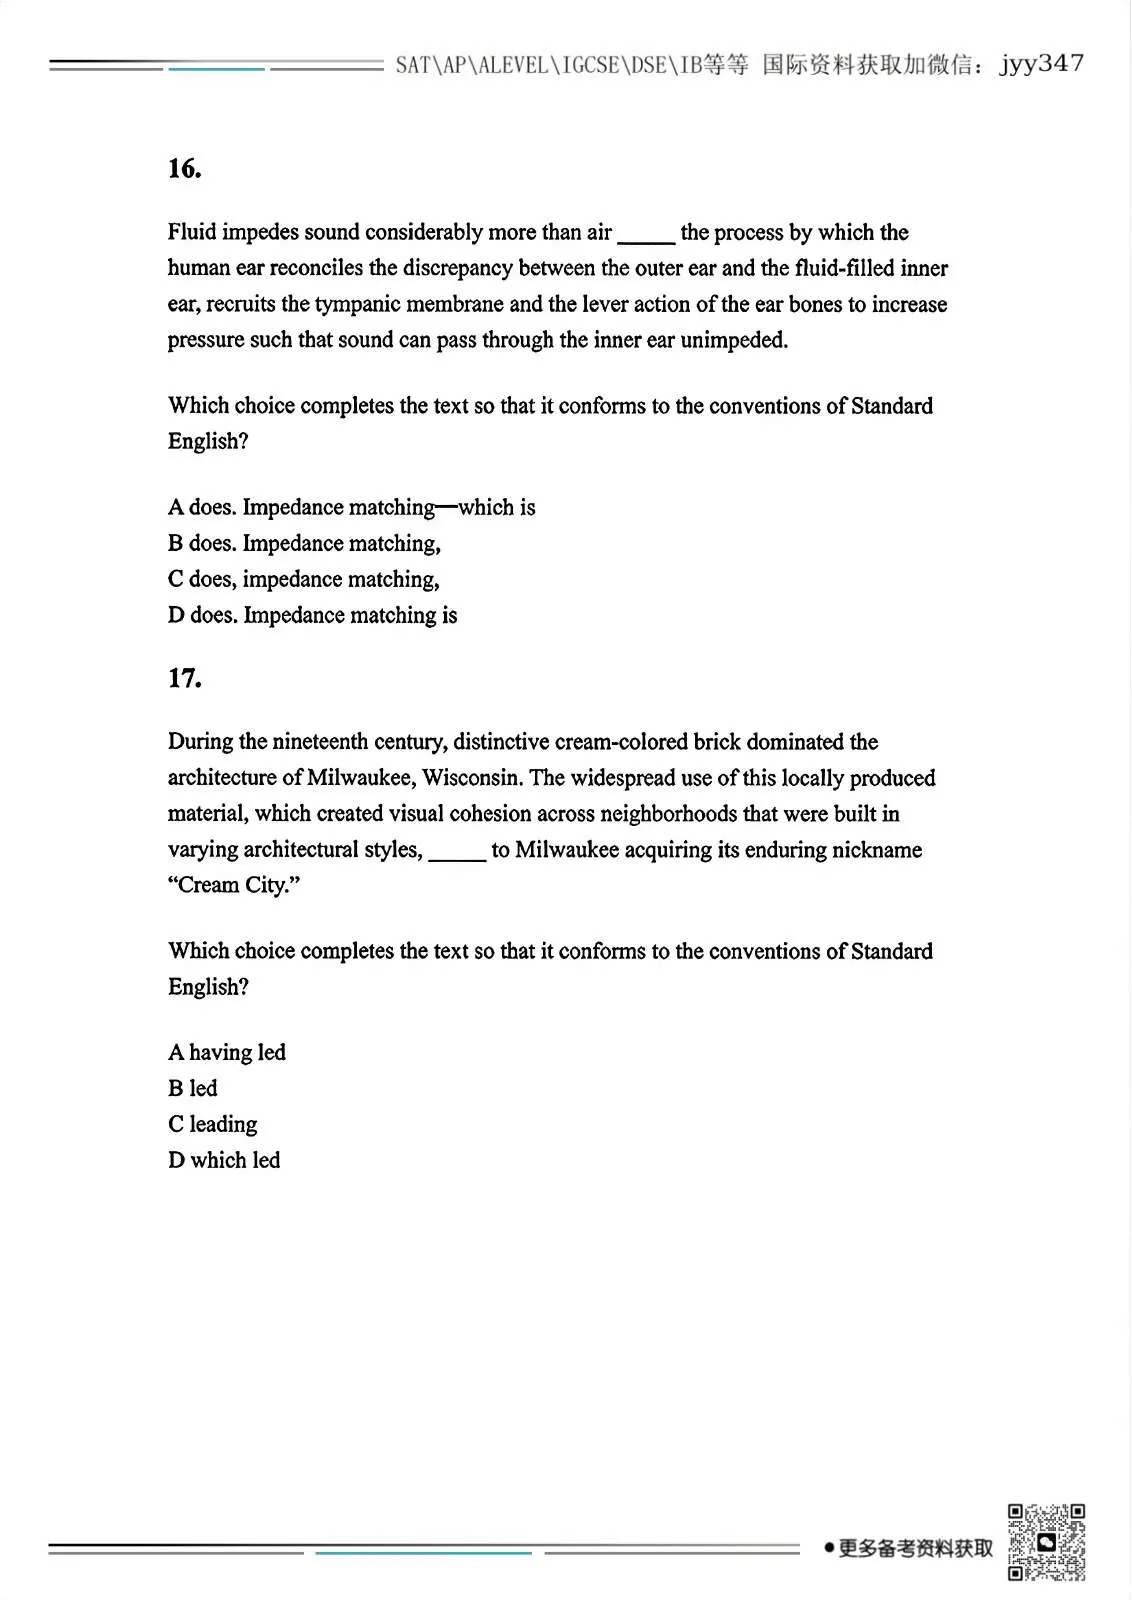 SAT\AP\ALEVEL\IGCSE\DSE\IB等等 国际资料获取加微信：jyy347
16.
Fluid impedes sound considerably more than air _____ the process by which the
human ear reconciles the discrepancy between the outer ear and the fluid-filled inner
ear, recruits the tympanic membrane and the lever action of the ear bones to increase
pressure such that sound can pass through the inner ear unimpeded.
Which choice completes the text so that it conforms to the conventions of Standard
English?
A does. Impedance matching—which is
B does. Impedance matching,
C does, impedance matching,
D does. Impedance matching is
17.
During the nineteenth century, distinctive cream-colored brick dominated the
architecture of Milwaukee, Wisconsin. The widespread use of this locally produced
material, which created visual cohesion across neighborhoods that were built in
varying architectural styles, _____ to Milwaukee acquiring its enduring nickname
“Cream City.”
Which choice completes the text so that it conforms to the conventions of Standard
English?
A having led
B led
C leading
D which led
●更多备考资料获取